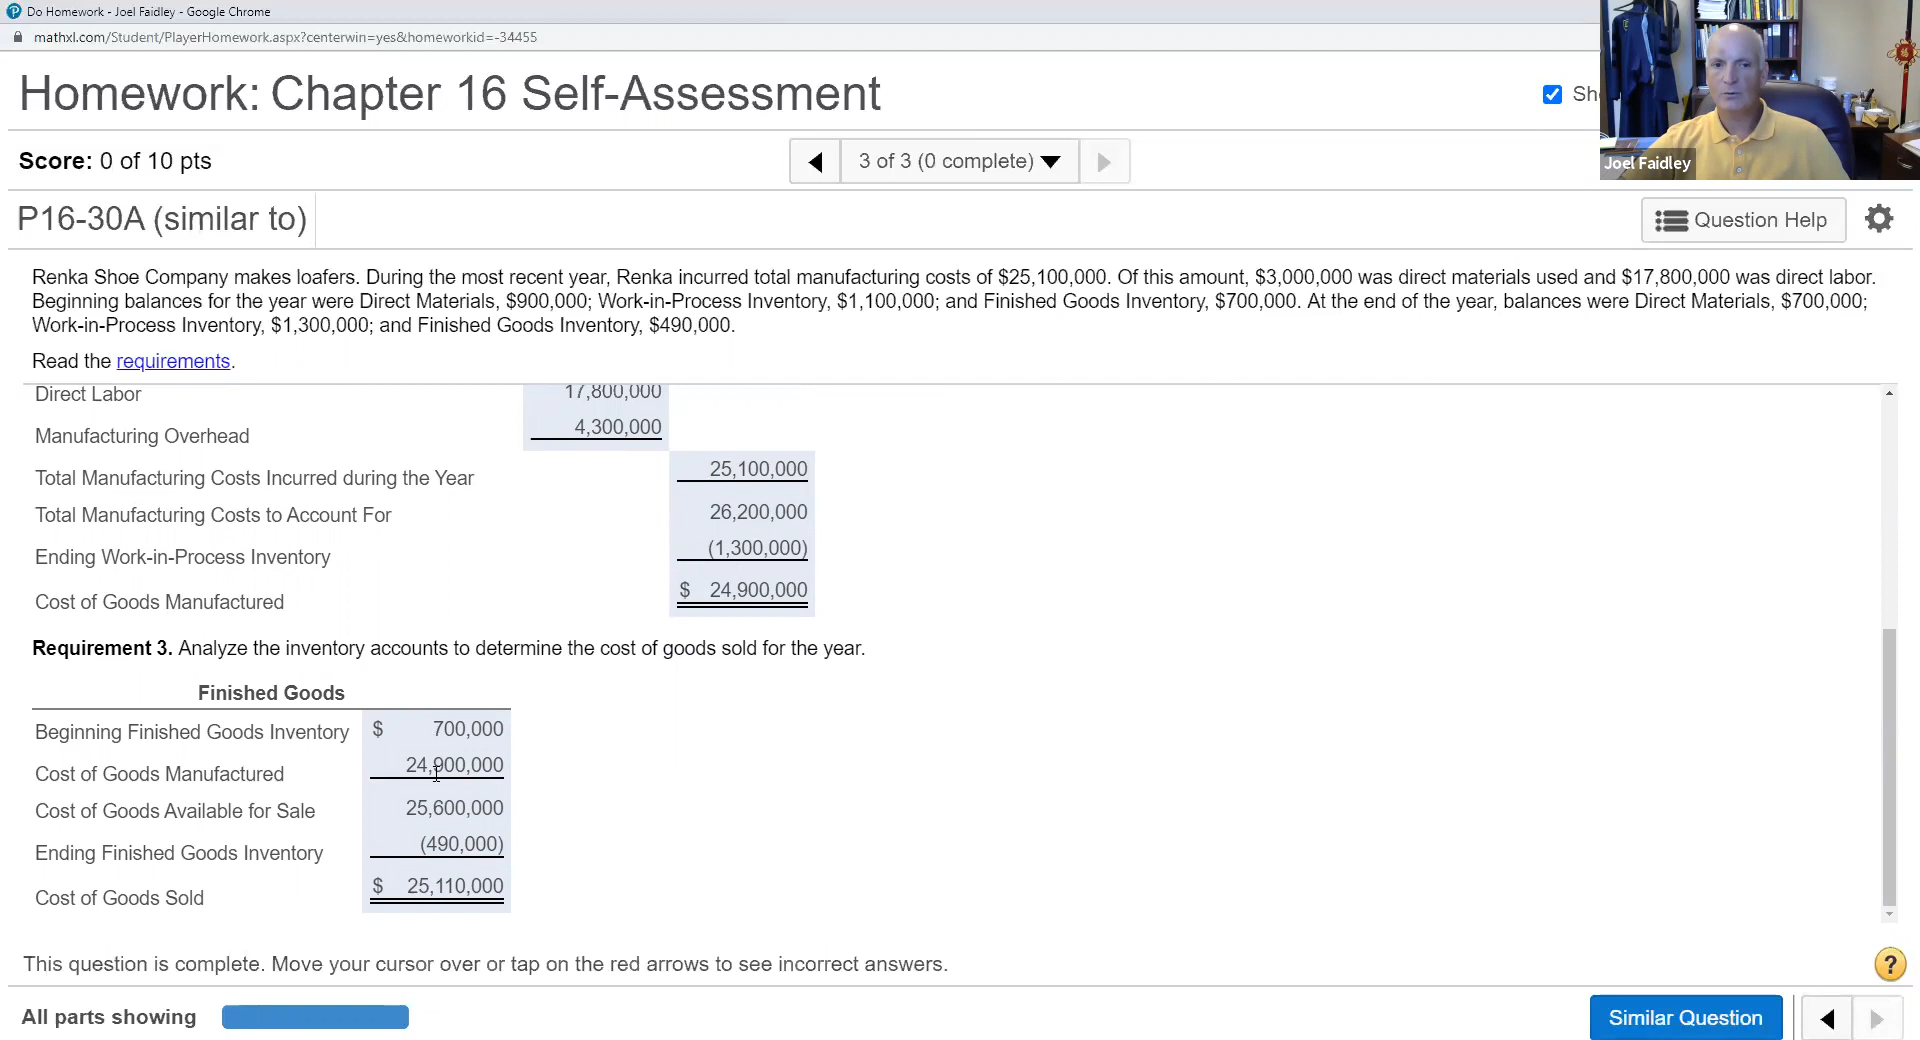 Do Homework - Joel Faidley - Google Chrome
mathxl.com/Student/PlayerHomework.aspx?centerwin=yes&homeworkid=-34455
Homework: Chapter 16 Self-Assessment
Joel Faidley
Score: 0 of 10 pts
3 of 3 (0 complete)
P16-30A (similar to)
Question Help
Renka Shoe Company makes loafers. During the most recent year, Renka incurred total manufacturing costs of $25,100,000. Of this amount, $3,000,000 was direct materials used and $17,800,000 was direct labor.
Beginning balances for the year were Direct Materials, $900,000; Work-in-Process Inventory, $1,100,000; and Finished Goods Inventory, $700,000. At the end of the year, balances were Direct Materials, $700,000;
Work-in-Process Inventory, $1,300,000; and Finished Goods Inventory, $490,000.
Read the requirements.
Direct Labor 17,800,000
Manufacturing Overhead 4,300,000
Total Manufacturing Costs Incurred during the Year 25,100,000
Total Manufacturing Costs to Account For 26,200,000
Ending Work-in-Process Inventory (1,300,000)
Cost of Goods Manufactured $ 24,900,000
Requirement 3. Analyze the inventory accounts to determine the cost of goods sold for the year.
Finished Goods
Beginning Finished Goods Inventory $ 700,000
Cost of Goods Manufactured 24,900,000
Cost of Goods Available for Sale 25,600,000
Ending Finished Goods Inventory (490,000)
Cost of Goods Sold $ 25,110,000
This question is complete. Move your cursor over or tap on the red arrows to see incorrect answers.
?
All parts showing
Similar Question